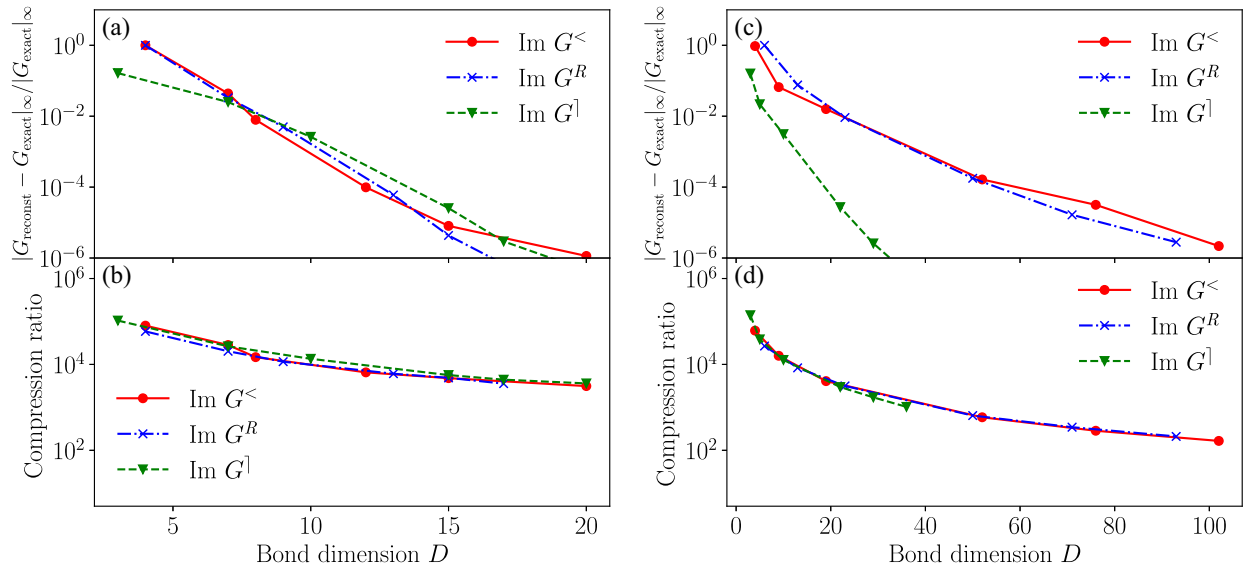 (a)
|G_reconst − G_exact|_∞/|G_exact|_∞
10^0
10^−2
10^−4
10^−6
Im G^<
Im G^R
Im G^⌉
(b)
Compression ratio
10^6
10^4
10^2
Im G^<
Im G^R
Im G^⌉
5 10 15 20
Bond dimension D
(c)
|G_reconst − G_exact|_∞/|G_exact|_∞
10^0
10^−2
10^−4
10^−6
Im G^<
Im G^R
Im G^⌉
(d)
Compression ratio
10^6
10^4
10^2
Im G^<
Im G^R
Im G^⌉
0 20 40 60 80 100
Bond dimension D